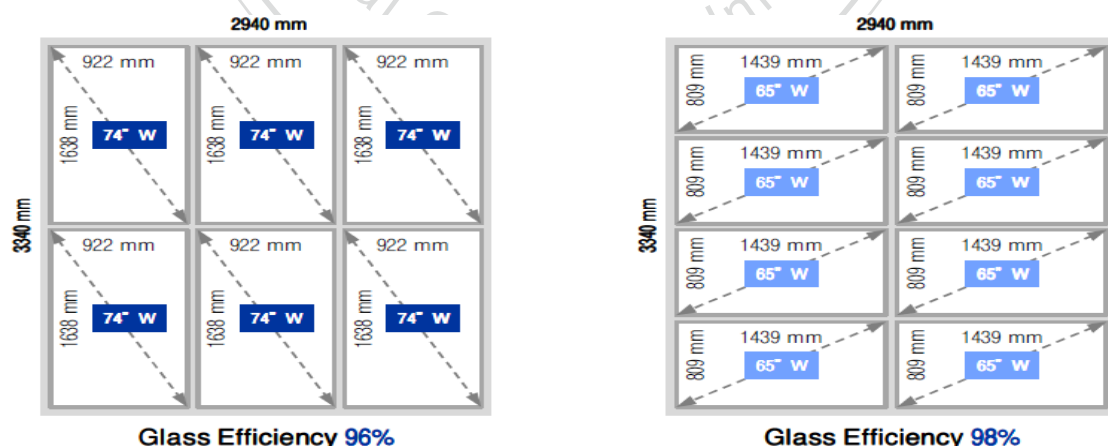 2940 mm
922 mm 922 mm 922 mm
1638 mm 1638 mm 1638 mm
74" W 74" W 74" W
3340 mm
922 mm 922 mm 922 mm
1638 mm 1638 mm 1638 mm
74" W 74" W 74" W
Glass Efficiency 96%
2940 mm
1439 mm 1439 mm
809 mm 809 mm
65" W 65" W
1439 mm 1439 mm
809 mm 809 mm
65" W 65" W
3340 mm
1439 mm 1439 mm
809 mm 809 mm
65" W 65" W
1439 mm 1439 mm
809 mm 809 mm
65" W 65" W
Glass Efficiency 98%